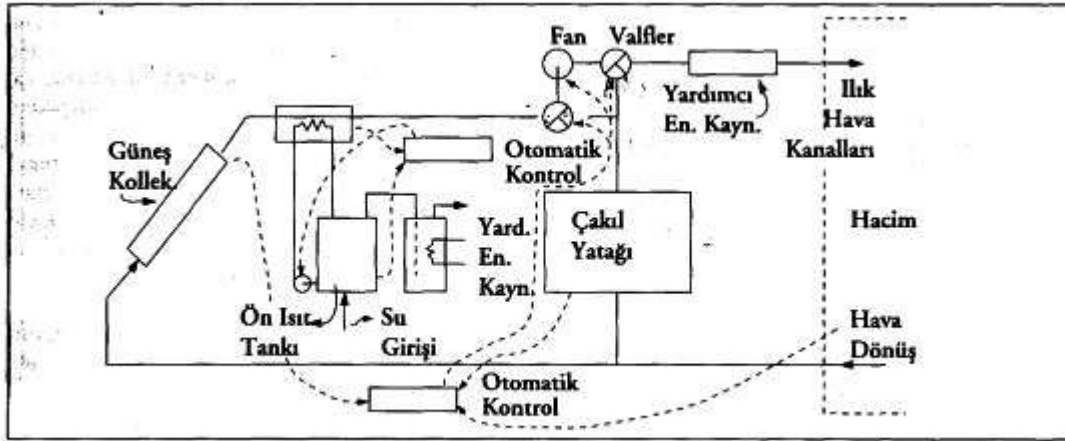 Fan Valfler
Yardımcı
En. Kayn.
Ilık
Hava
Kanalları
Güneş
Kollek.
Otomatik
Kontrol
Çakıl
Yatağı
Hacim
Yard.
En.
Kayn.
Ön Isıt.
Tankı
Su
Girişi
Hava
Dönüş
Otomatik
Kontrol